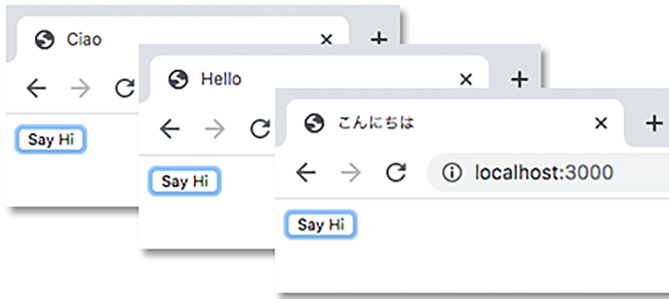 Ciao
Say Hi
Hello
Say Hi
こんにちは
localhost:3000
Say Hi